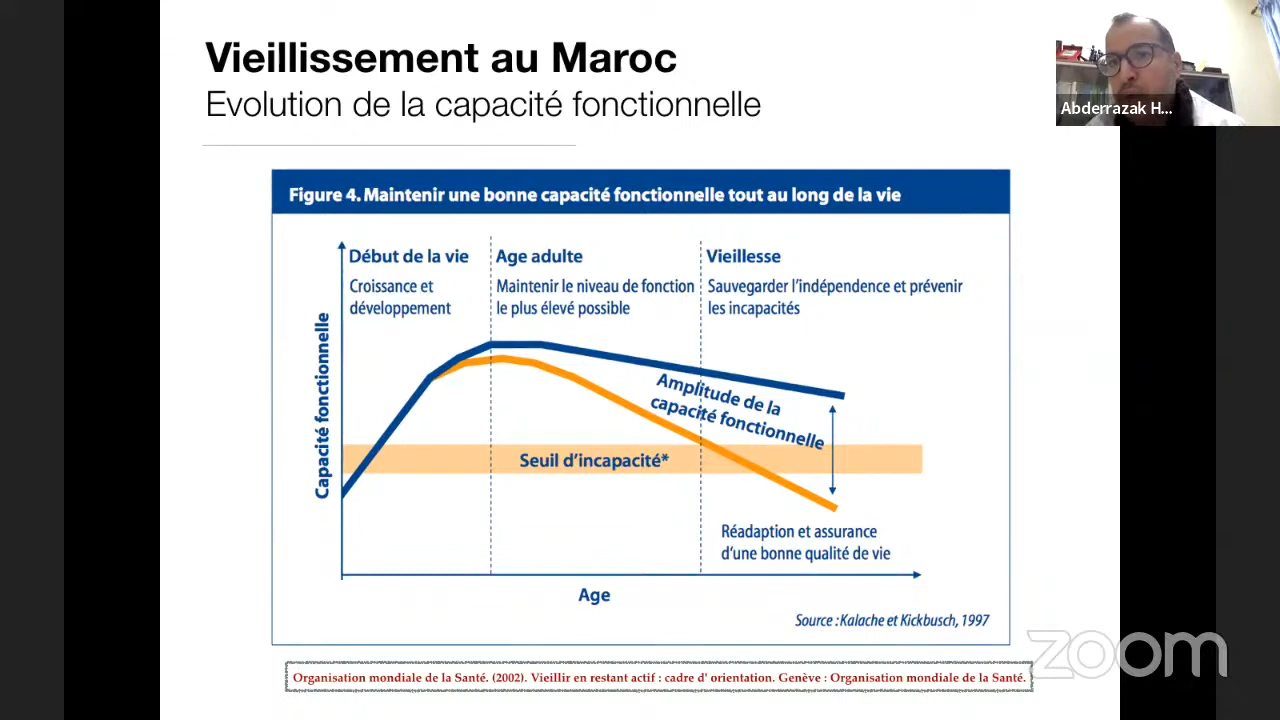 Vieillissement au Maroc
Evolution de la capacité fonctionnelle
Abderrazak H...
Figure 4. Maintenir une bonne capacité fonctionnelle tout au long de la vie
Début de la vie
Croissance et
développement
Age adulte
Maintenir le niveau de fonction
le plus élevé possible
Vieillesse
Sauvegarder l'indépendence et prévenir
les incapacités
Capacité fonctionnelle
Amplitude de la
capacité fonctionnelle
Seuil d'incapacité*
Réadaption et assurance
d'une bonne qualité de vie
Age
Source : Kalache et Kickbusch, 1997
Organisation mondiale de la Santé. (2002). Vieillir en restant actif : cadre d' orientation. Genève : Organisation mondiale de la Santé.
zoom